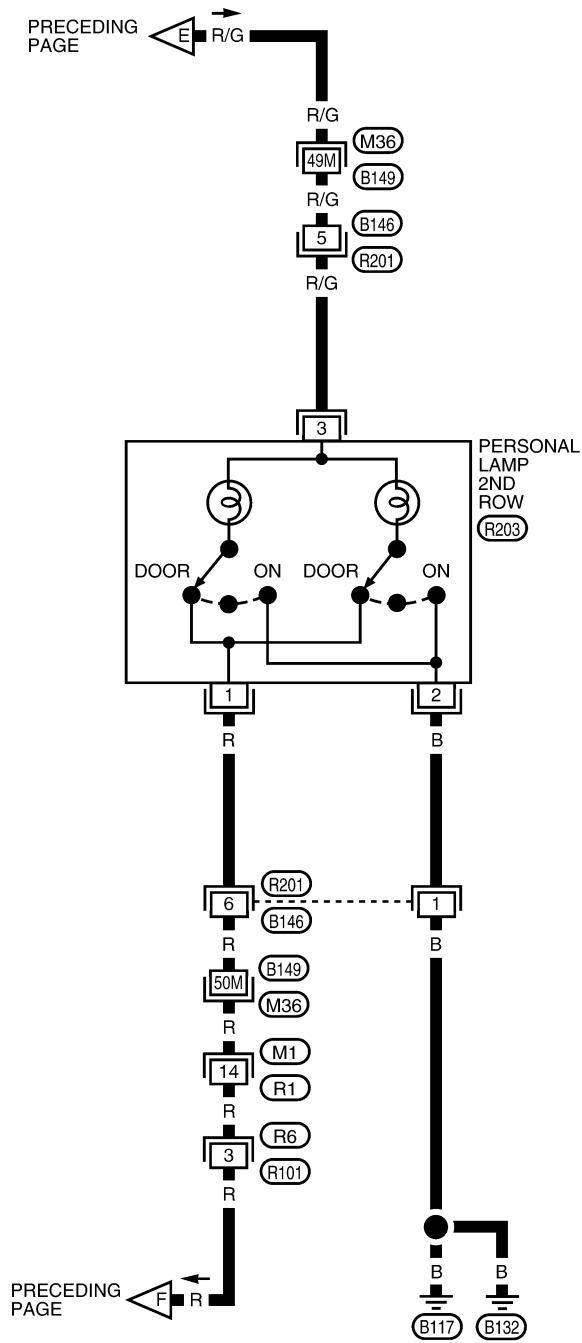 PRECEDING
PAGE
E
R/G
R/G
49M
M36
B149
R/G
5
B146
R201
R/G
3
PERSONAL
LAMP
2ND
ROW
R203
DOOR
ON
DOOR
ON
1
2
R
B
6
R201
B146
1
R
B
50M
B149
M36
R
14
M1
R1
R
3
R6
R101
R
B
B
PRECEDING
PAGE
F
R
B117
B132